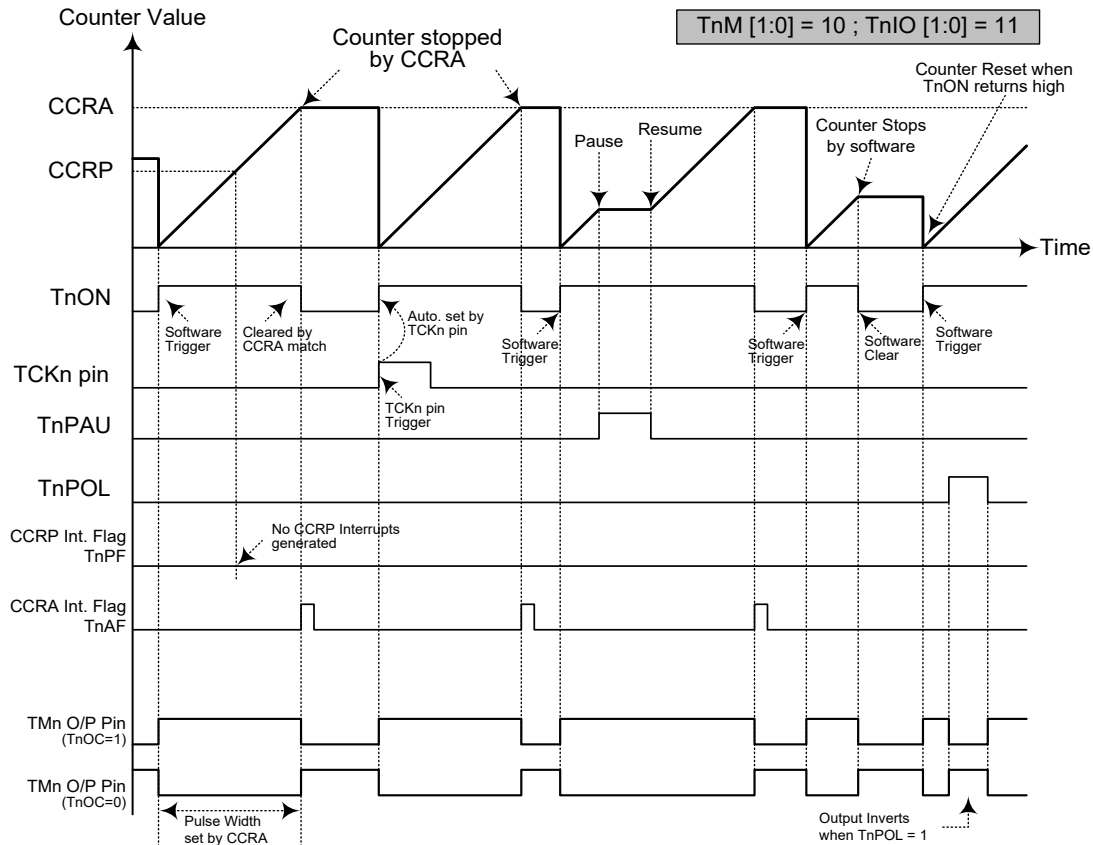 Counter Value
TnM [1:0] = 10 ; TnIO [1:0] = 11
Counter stopped
by CCRA
Counter Reset when
TnON returns high
CCRA
CCRP
Pause
Resume
Counter Stops
by software
Time
TnON
Software
Trigger
Cleared by
CCRA match
Auto. set by
TCKn pin
Software
Trigger
Software
Trigger
Software
Clear
Software
Trigger
TCKn pin
TCKn pin
Trigger
TnPAU
TnPOL
CCRP Int. Flag
TnPF
No CCRP Interrupts
generated
CCRA Int. Flag
TnAF
TMn O/P Pin
(TnOC=1)
TMn O/P Pin
(TnOC=0)
Pulse Width
set by CCRA
Output Inverts
when TnPOL = 1